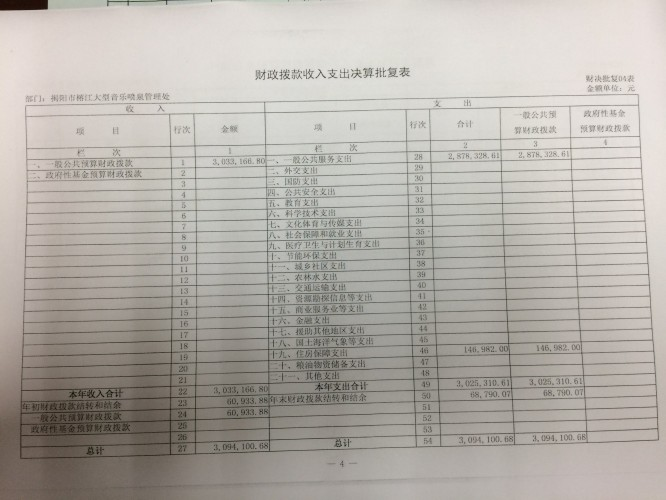 财政拨款收入支出决算批复表
财决批复04表
部门：揭阳市榕江大型音乐喷泉管理处
金额单位：元
收 入 支 出
项 目 行次 金额 项 目 行次 合计 一般公共预算财政拨款 政府性基金预算财政拨款
栏 次 1 栏 次 2 3 4
一、一般公共预算财政拨款 1 3,033,166.80 一、一般公共服务支出 28 2,878,328.61 2,878,328.61
二、政府性基金预算财政拨款 2 二、外交支出 29
3 三、国防支出 30
4 四、公共安全支出 31
5 五、教育支出 32
6 六、科学技术支出 33
7 七、文化体育与传媒支出 34
8 八、社会保障和就业支出 35
9 九、医疗卫生与计划生育支出 36
10 十、节能环保支出 37
11 十一、城乡社区支出 38
12 十二、农林水支出 39
13 十三、交通运输支出 40
14 十四、资源勘探信息等支出 41
15 十五、商业服务业等支出 42
16 十六、金融支出 43
17 十七、援助其他地区支出 44
18 十八、国土海洋气象等支出 45
19 十九、住房保障支出 46 146,982.00 146,982.00
20 二十、粮油物资储备支出 47
21 二十一、其他支出 48
本年收入合计 22 3,033,166.80 本年支出合计 49 3,025,310.61 3,025,310.61
年初财政拨款结转和结余 23 60,933.88 年末财政拨款结转和结余 50 68,790.07 68,790.07
一般公共预算财政拨款 24 60,933.88 51
政府性基金预算财政拨款 25 52
26 53
总计 27 3,094,100.68 总计 54 3,094,100.68 3,094,100.68
— 4 —